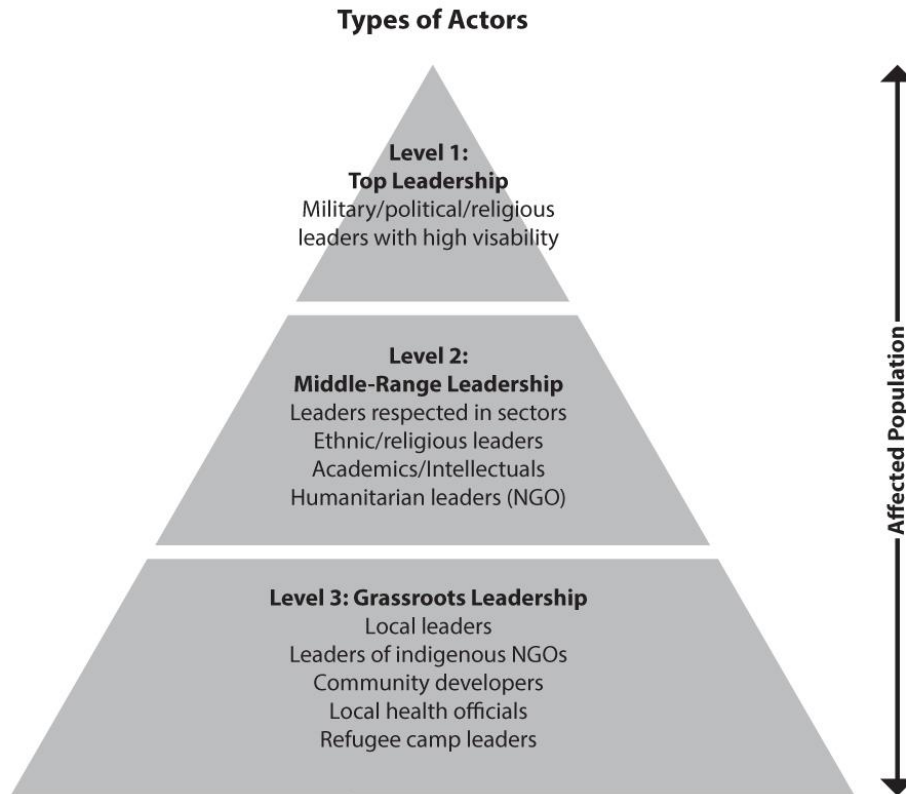 Types of Actors
Level 1:
Top Leadership
Military/political/religious
leaders with high visability
Level 2:
Middle-Range Leadership
Leaders respected in sectors
Ethnic/religious leaders
Academics/Intellectuals
Humanitarian leaders (NGO)
Level 3: Grassroots Leadership
Local leaders
Leaders of indigenous NGOs
Community developers
Local health officials
Refugee camp leaders
Affected Population